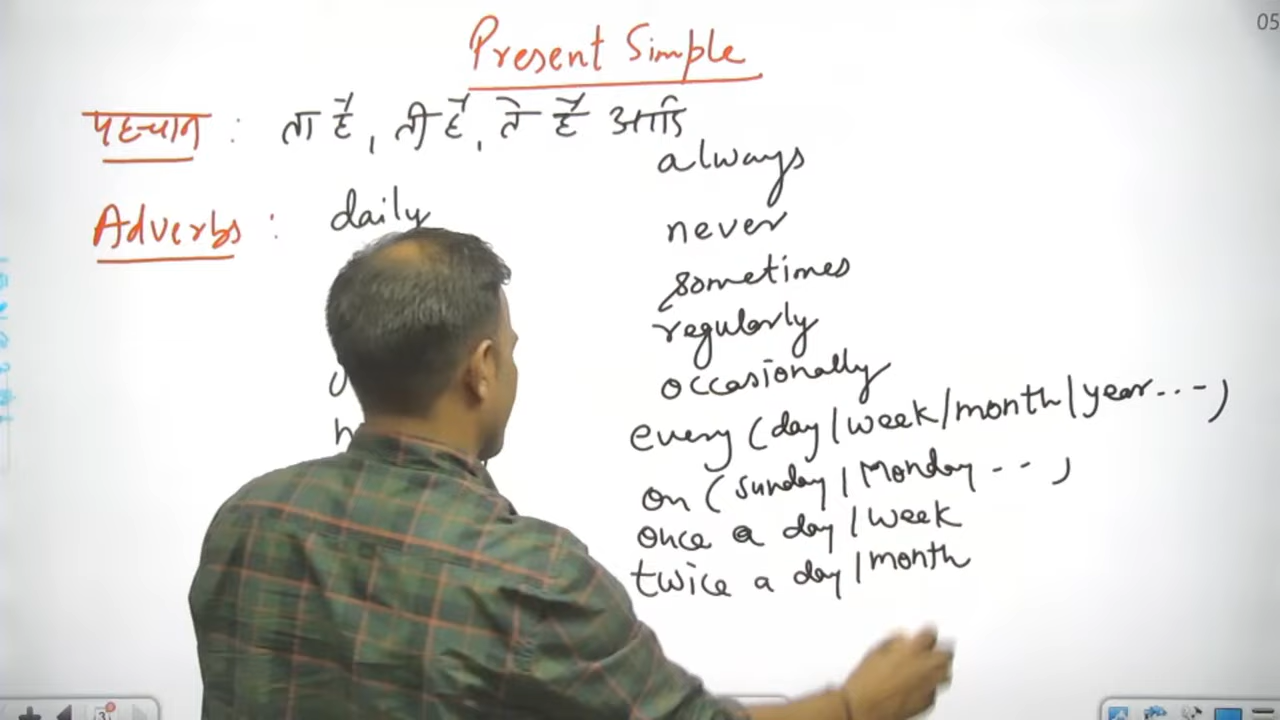 05
Present Simple
पहचान : ता है, ती है, ते हैं आदि
Adverbs : daily
always
never
sometimes
regularly
occasionally
every (day/week/month/year...-)
on (Sunday/Monday - - )
once a day/week
twice a day/month